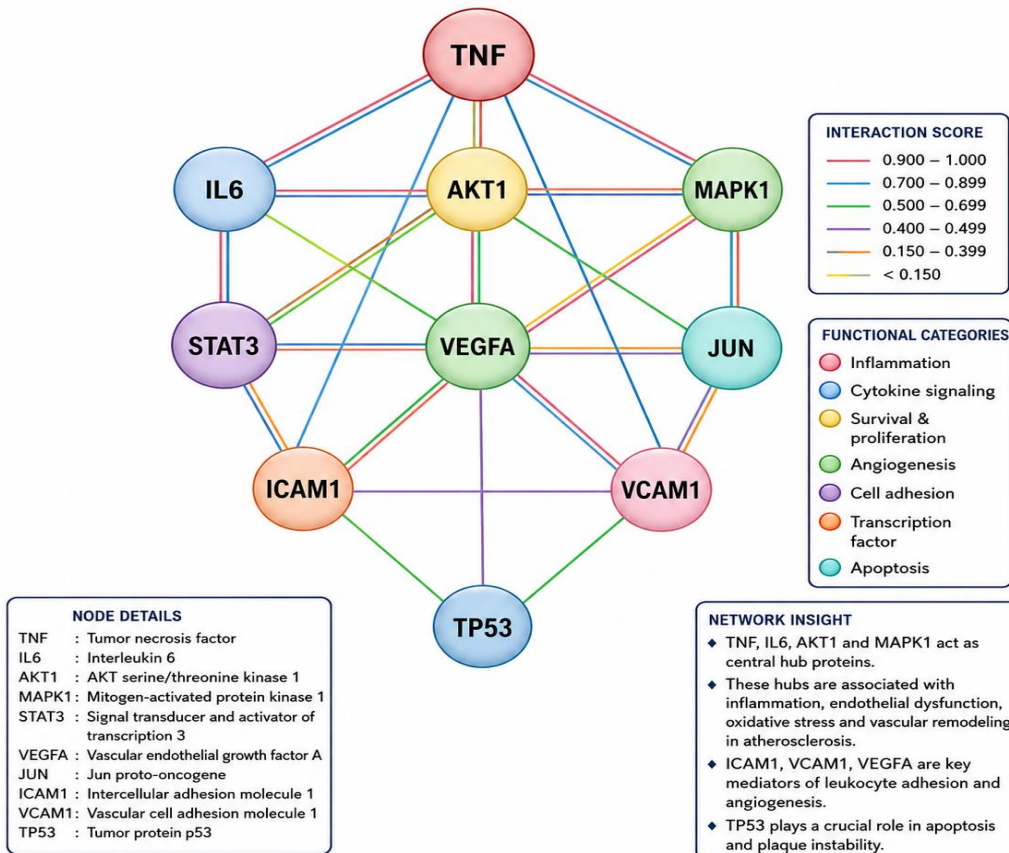 TNF
IL6
AKT1
MAPK1
STAT3
VEGFA
JUN
ICAM1
VCAM1
TP53
INTERACTION SCORE
0.900 – 1.000
0.700 – 0.899
0.500 – 0.699
0.400 – 0.499
0.150 – 0.399
< 0.150
FUNCTIONAL CATEGORIES
Inflammation
Cytokine signaling
Survival &
proliferation
Angiogenesis
Cell adhesion
Transcription
factor
Apoptosis
NODE DETAILS
TNF : Tumor necrosis factor
IL6 : Interleukin 6
AKT1 : AKT serine/threonine kinase 1
MAPK1 : Mitogen-activated protein kinase 1
STAT3 : Signal transducer and activator of
transcription 3
VEGFA : Vascular endothelial growth factor A
JUN : Jun proto-oncogene
ICAM1 : Intercellular adhesion molecule 1
VCAM1 : Vascular cell adhesion molecule 1
TP53 : Tumor protein p53
NETWORK INSIGHT
◆ TNF, IL6, AKT1 and MAPK1 act as
central hub proteins.
◆ These hubs are associated with
inflammation, endothelial dysfunction,
oxidative stress and vascular remodeling
in atherosclerosis.
◆ ICAM1, VCAM1, VEGFA are key
mediators of leukocyte adhesion and
angiogenesis.
◆ TP53 plays a crucial role in apoptosis
and plaque instability.